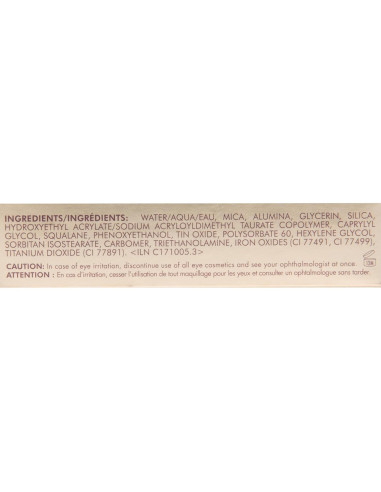 INGREDIENTS/INGRÉDIENTS: WATER/AQUA/EAU, MICA, ALUMINA, GLYCERIN, SILICA,
HYDROXYETHYL ACRYLATE/SODIUM ACRYLOYLDIMETHYL TAURATE COPOLYMER, CAPRYLYL
GLYCOL, SQUALANE, PHENOXYETHANOL, TIN OXIDE, POLYSORBATE 60, HEXYLENE GLYCOL,
SORBITAN ISOSTEARATE, CARBOMER, TRIETHANOLAMINE, IRON OXIDES (CI 77491, CI 77499),
TITANIUM DIOXIDE (CI 77891). <ILN C171005.3>
CAUTION: In case of eye irritation, discontinue use of all eye cosmetics and see your ophthalmologist at once.
ATTENTION : En cas d'irritation, cesser l'utilisation de tout maquillage pour les yeux et consulter un ophtalmologue sans tarder.